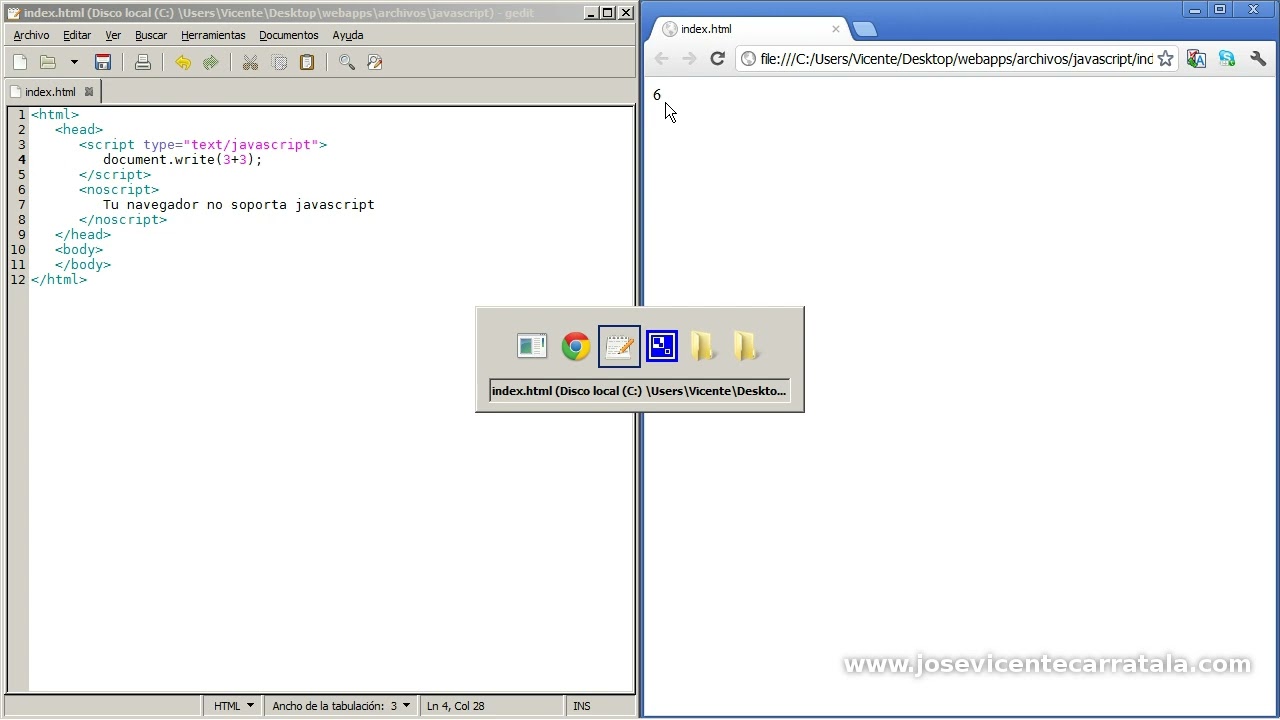 index.html (Disco local (C:) \Users\Vicente\Desktop\webapps\archivos\javascript) - gedit
Archivo Editar Ver Buscar Herramientas Documentos Ayuda
index.html
1 <html>
2 <head>
3 <script type="text/javascript">
4 document.write(3+3);
5 </script>
6 <noscript>
7 Tu navegador no soporta javascript
8 </noscript>
9 </head>
10 <body>
11 </body>
12 </html>
HTML Ancho de la tabulación: 3 Ln 4, Col 28 INS
index.html
file:///C:/Users/Vicente/Desktop/webapps/archivos/javascript/ind
6
index.html (Disco local (C:) \Users\Vicente\Deskto...
www.josevicentecarratala.com